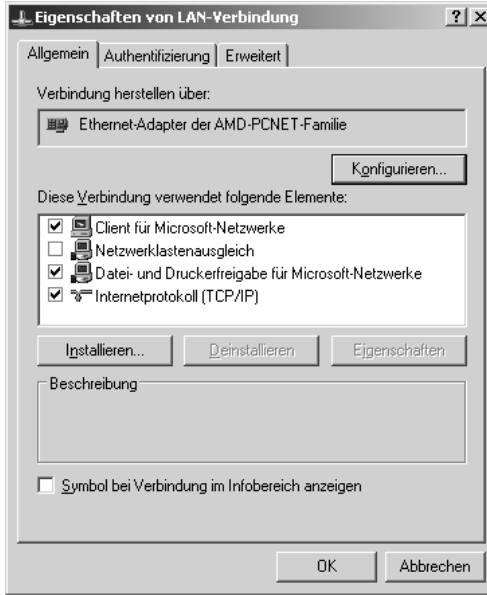 Eigenschaften von LAN-Verbindung
Allgemein Authentifizierung Erweitert
Verbindung herstellen über:
Ethernet-Adapter der AMD-PCNET-Familie
Konfigurieren...
Diese Verbindung verwendet folgende Elemente:
Client für Microsoft-Netzwerke
Netzwerklastenausgleich
Datei- und Druckerfreigabe für Microsoft-Netzwerke
Internetprotokoll (TCP/IP)
Installieren... Deinstallieren Eigenschaften
Beschreibung
Symbol bei Verbindung im Infobereich anzeigen
OK Abbrechen